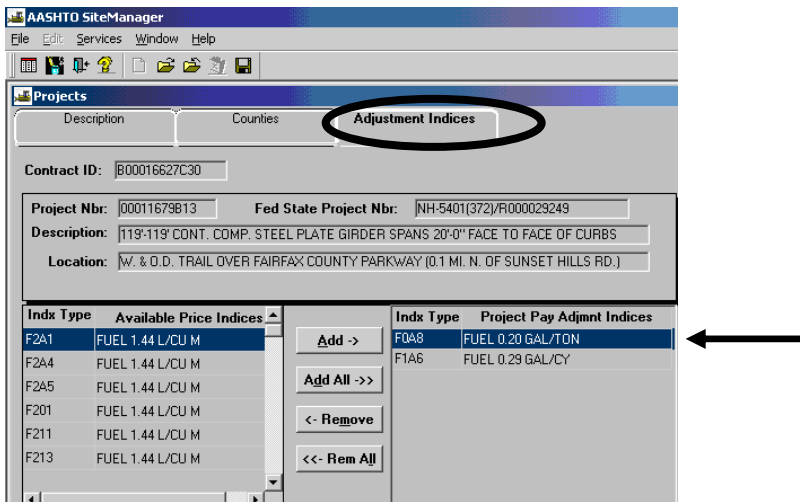 AASHTO SiteManager
File Edit Services Window Help
Projects
Description Counties Adjustment Indices
Contract ID: B00016627C30
Project Nbr: 00011679B13 Fed State Project Nbr: NH-5401(372)/R000029249
Description: 119'-119' CONT. COMP. STEEL PLATE GIRDER SPANS 20'-0" FACE TO FACE OF CURBS
Location: W. & O.D. TRAIL OVER FAIRFAX COUNTY PARKWAY (0.1 MI. N. OF SUNSET HILLS RD.)
Indx Type Available Price Indices Indx Type Project Pay Adjmnt Indices
F2A1 FUEL 1.44 L/CU M Add -> F0A8 FUEL 0.20 GAL/TON
F2A4 FUEL 1.44 L/CU M F1A6 FUEL 0.29 GAL/CY
F2A5 FUEL 1.44 L/CU M Add All ->>
F201 FUEL 1.44 L/CU M <- Remove
F211 FUEL 1.44 L/CU M
F213 FUEL 1.44 L/CU M <<- Rem All